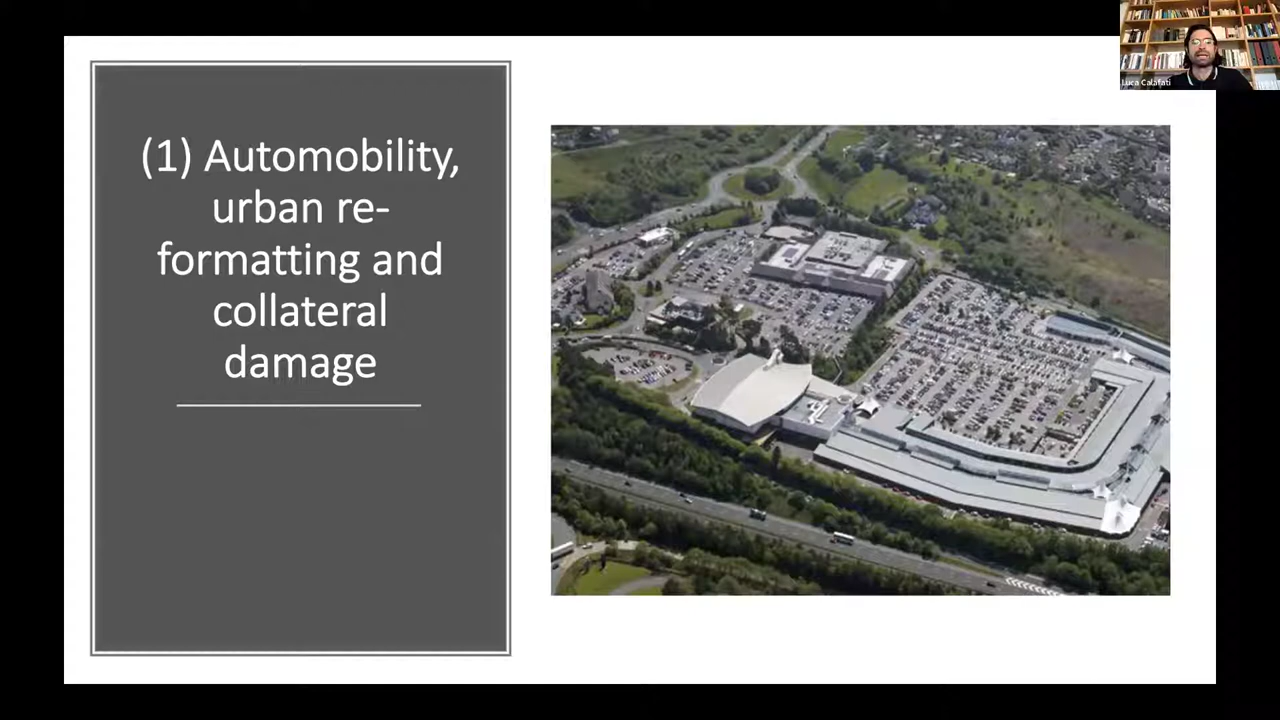 (1) Automobility,
urban re-
formatting and
collateral
damage
Luca Calafati